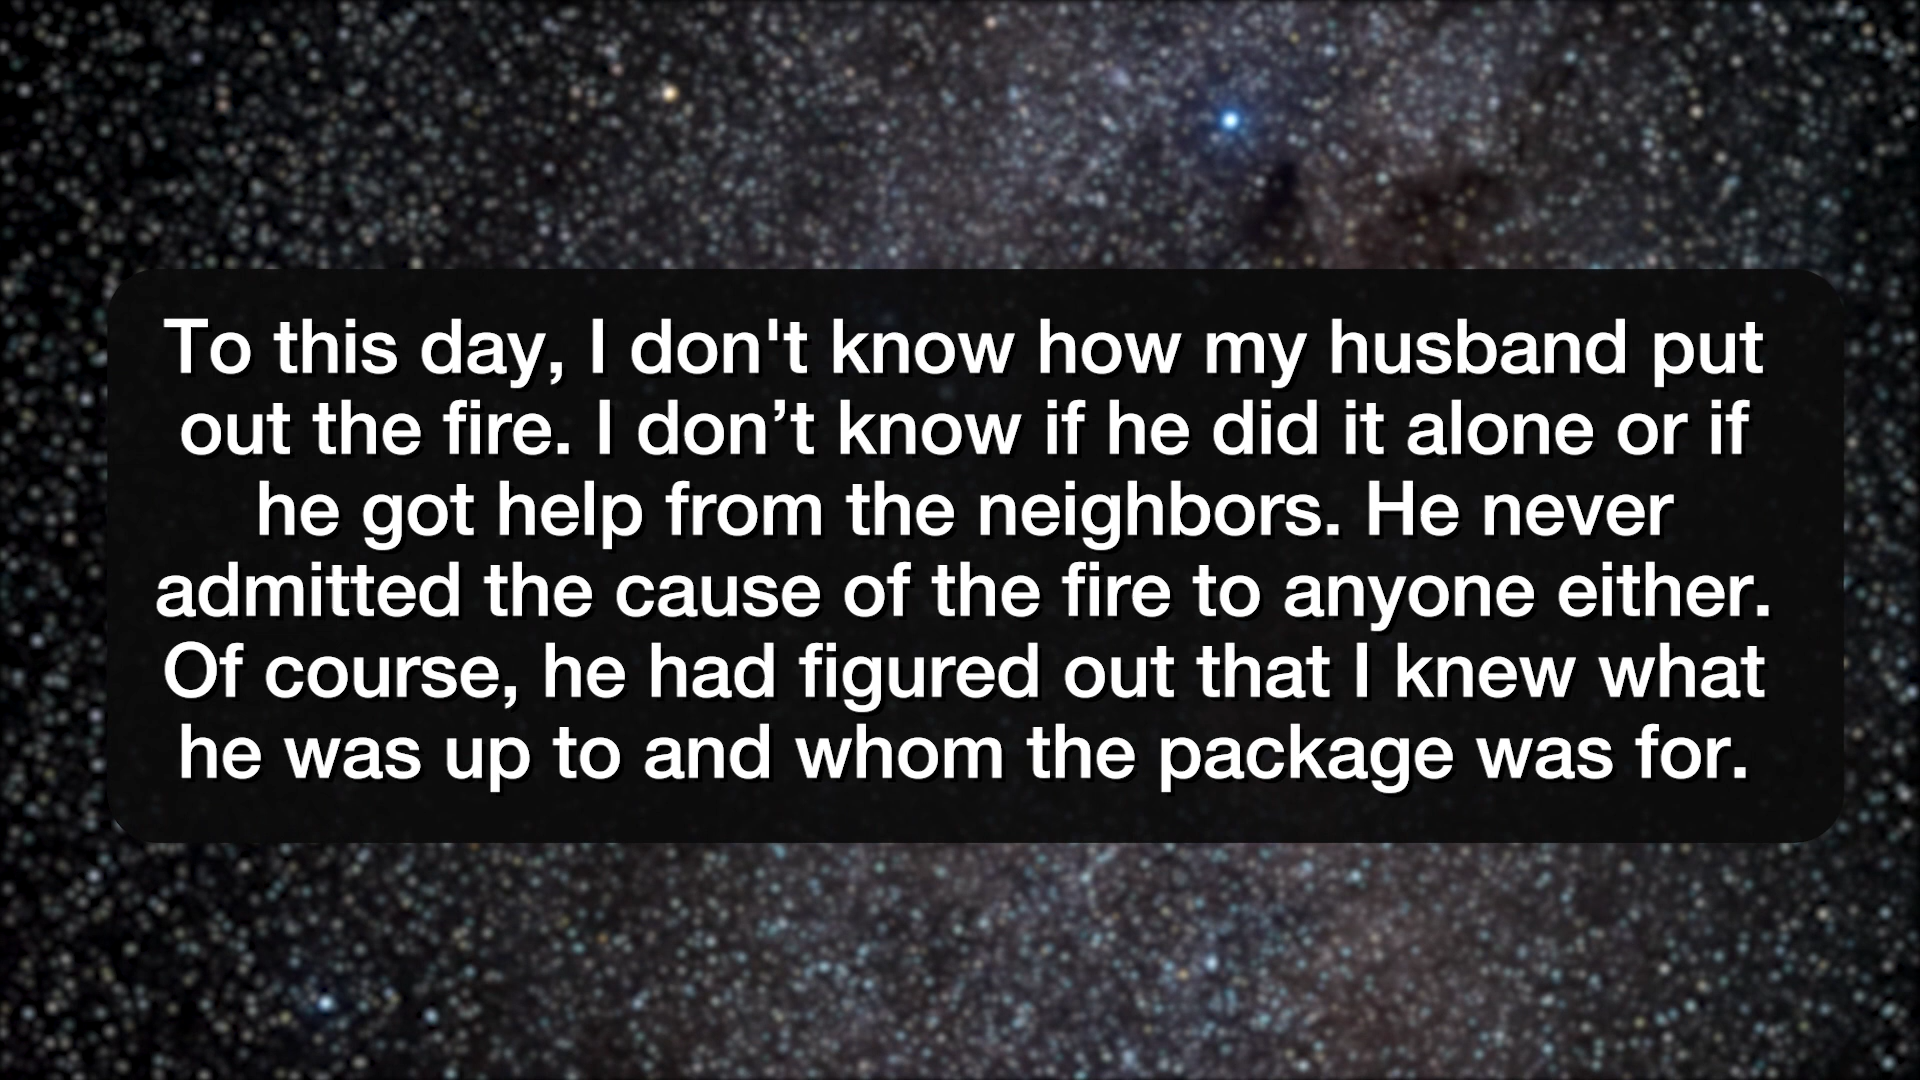 To this day, I don't know how my husband put
out the fire. I don’t know if he did it alone or if
he got help from the neighbors. He never
admitted the cause of the fire to anyone either.
Of course, he had figured out that I knew what
he was up to and whom the package was for.